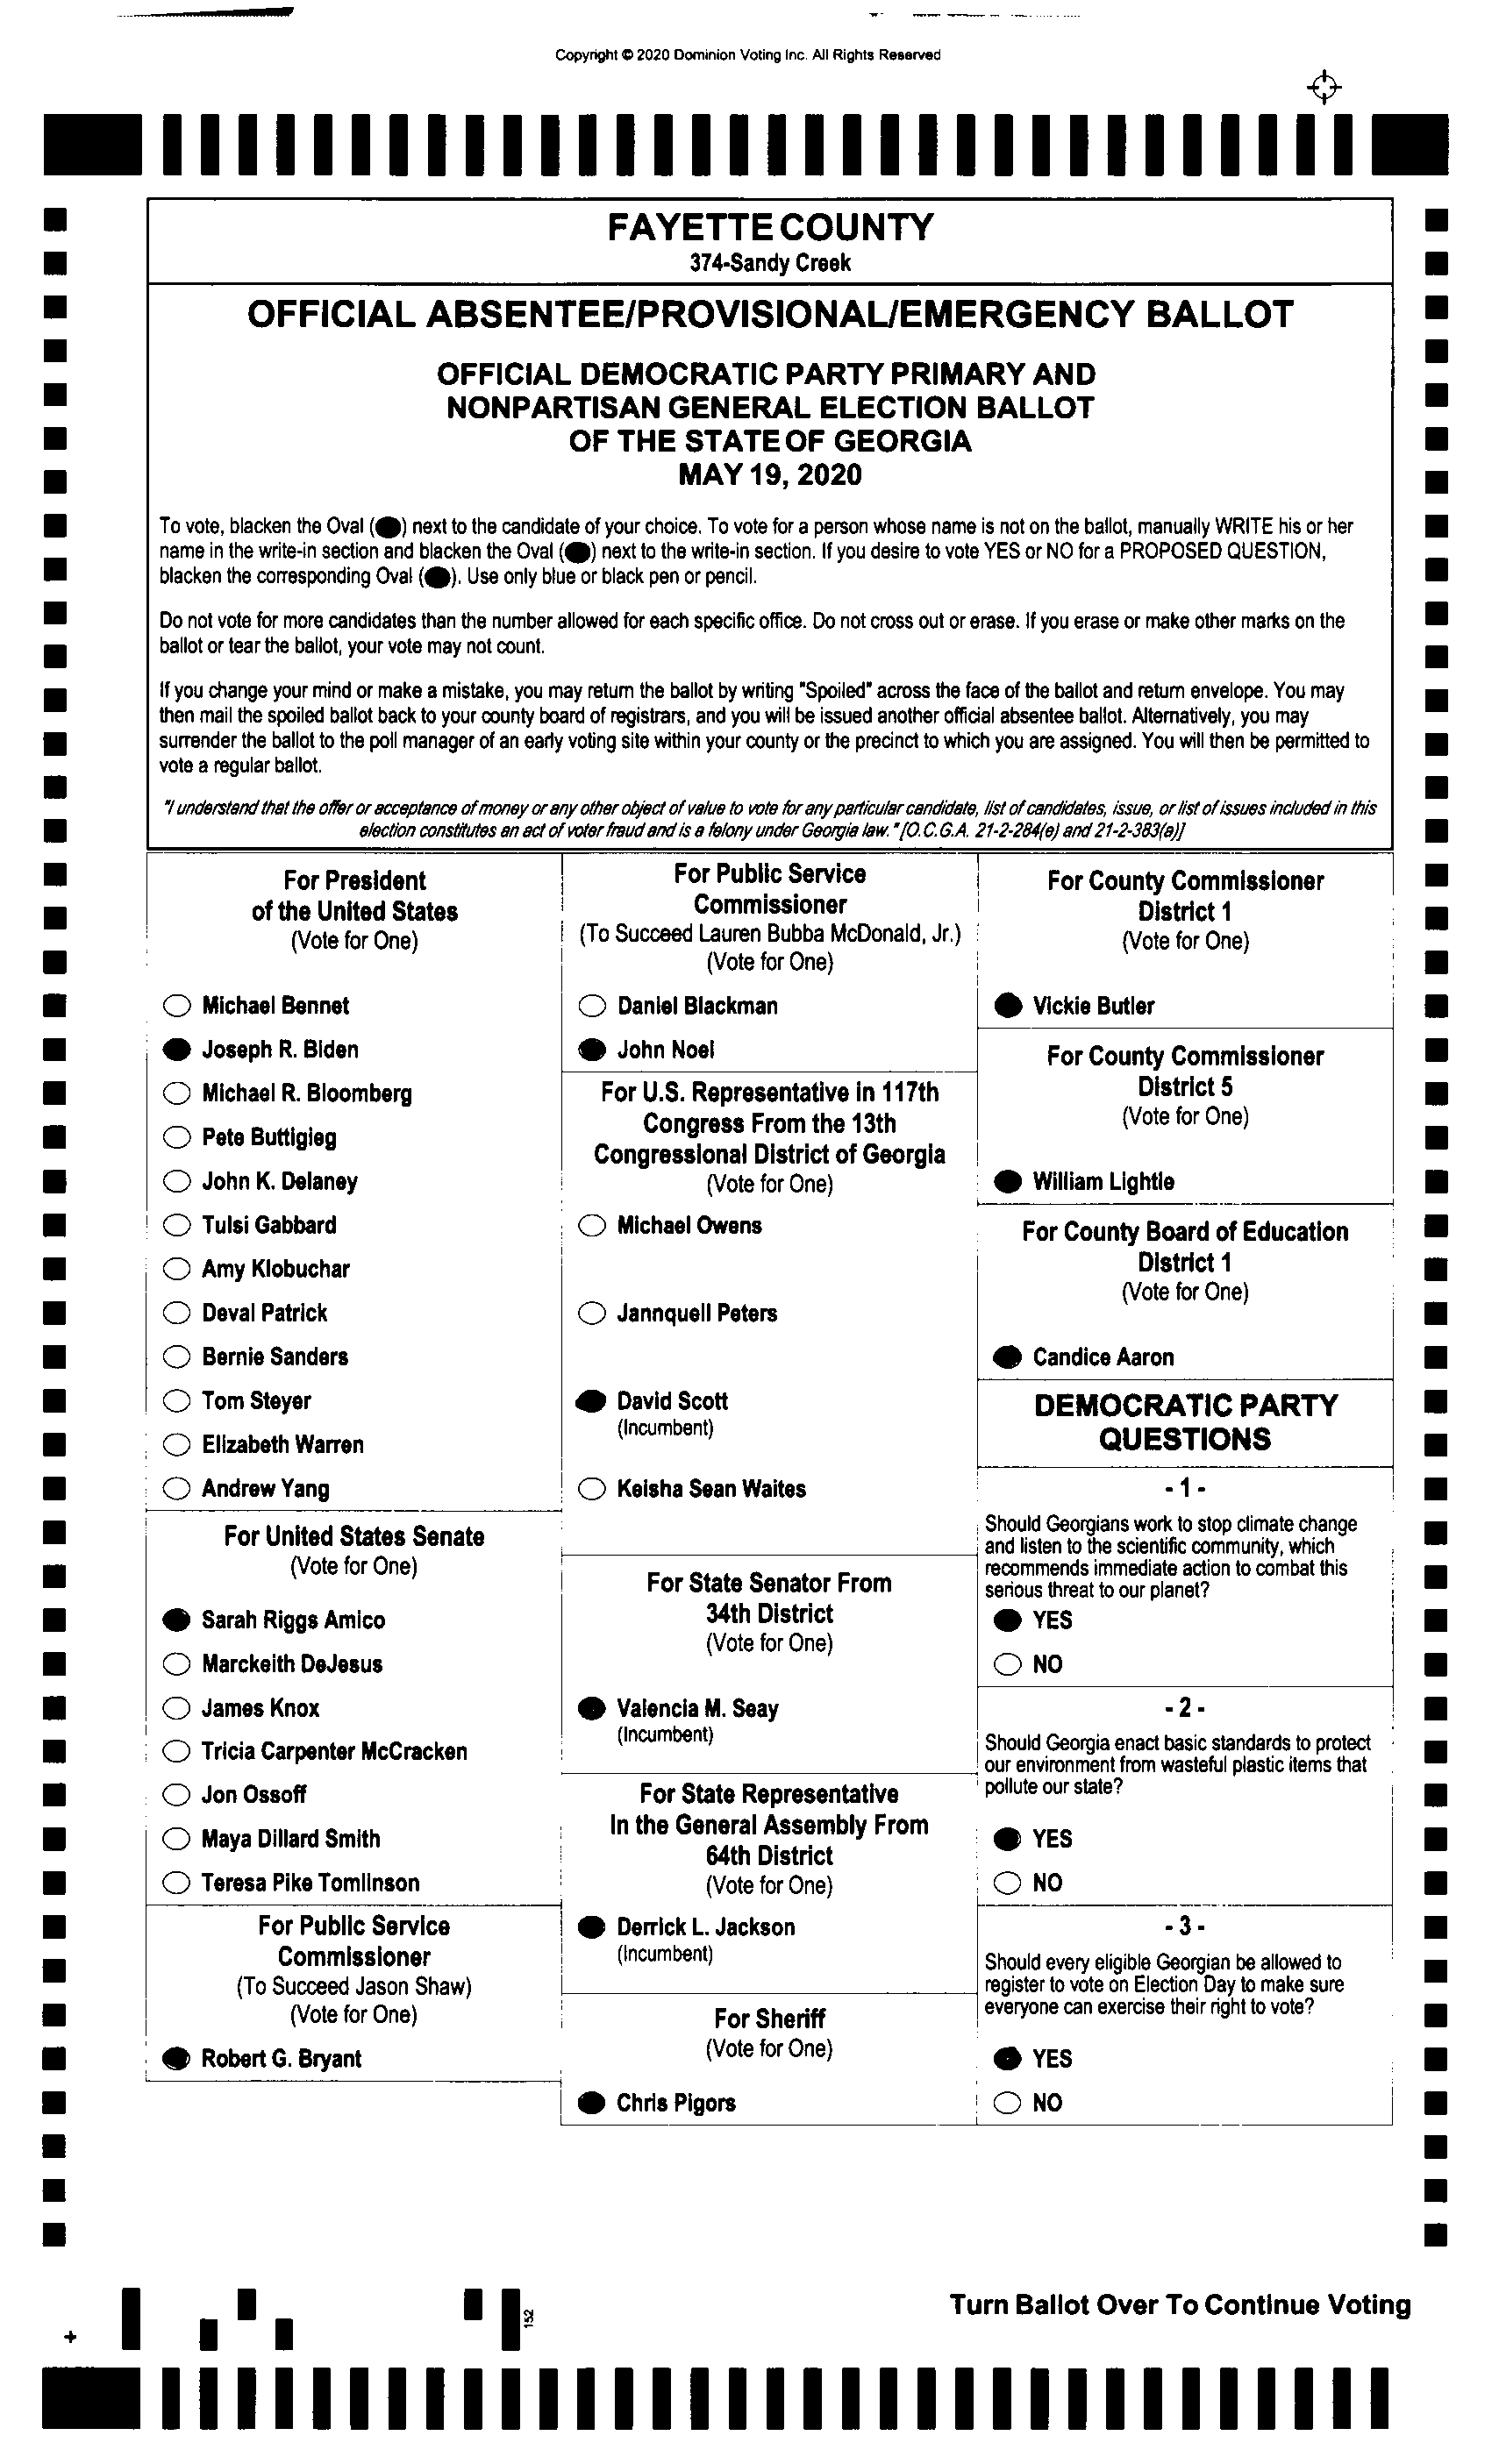 Copyright © 2020 Dominion Voting Inc. All Rights Reserved
FAYETTE COUNTY
374-Sandy Creek
OFFICIAL ABSENTEE/PROVISIONAL/EMERGENCY BALLOT
OFFICIAL DEMOCRATIC PARTY PRIMARY AND
NONPARTISAN GENERAL ELECTION BALLOT
OF THE STATE OF GEORGIA
MAY 19, 2020
To vote, blacken the Oval () next to the candidate of your choice. To vote for a person whose name is not on the ballot, manually WRITE his or her
name in the write-in section and blacken the Oval () next to the write-in section. If you desire to vote YES or NO for a PROPOSED QUESTION,
blacken the corresponding Oval (). Use only blue or black pen or pencil.
Do not vote for more candidates than the number allowed for each specific office. Do not cross out or erase. If you erase or make other marks on the
ballot or tear the ballot, your vote may not count.
If you change your mind or make a mistake, you may return the ballot by writing "Spoiled" across the face of the ballot and return envelope. You may
then mail the spoiled ballot back to your county board of registrars, and you will be issued another official absentee ballot. Alternatively, you may
surrender the ballot to the poll manager of an early voting site within your county or the precinct to which you are assigned. You will then be permitted to
vote a regular ballot.
"I understand that the offer or acceptance of money or any other object of value to vote for any particular candidate, list of candidates, issue, or list of issues included in this
election constitutes an act of voter fraud and is a felony under Georgia law." [O.C.G.A. 21-2-284(e) and 21-2-383(a)]
For President
of the United States
(Vote for One)
Michael Bennet
Joseph R. Biden
Michael R. Bloomberg
Pete Buttigieg
John K. Delaney
Tulsi Gabbard
Amy Klobuchar
Deval Patrick
Bernie Sanders
Tom Steyer
Elizabeth Warren
Andrew Yang
For United States Senate
(Vote for One)
Sarah Riggs Amico
Marckeith DeJesus
James Knox
Tricia Carpenter McCracken
Jon Ossoff
Maya Dillard Smith
Teresa Pike Tomlinson
For Public Service
Commissioner
(To Succeed Jason Shaw)
(Vote for One)
Robert G. Bryant
For Public Service
Commissioner
(To Succeed Lauren Bubba McDonald, Jr.)
(Vote for One)
Daniel Blackman
John Noel
For U.S. Representative in 117th
Congress From the 13th
Congressional District of Georgia
(Vote for One)
Michael Owens
Jannquell Peters
David Scott
(Incumbent)
Keisha Sean Waites
For State Senator From
34th District
(Vote for One)
Valencia M. Seay
(Incumbent)
For State Representative
In the General Assembly From
64th District
(Vote for One)
Derrick L. Jackson
(Incumbent)
For Sheriff
(Vote for One)
Chris Pigors
For County Commissioner
District 1
(Vote for One)
Vickie Butler
For County Commissioner
District 5
(Vote for One)
William Lightle
For County Board of Education
District 1
(Vote for One)
Candice Aaron
DEMOCRATIC PARTY
QUESTIONS
- 1 -
Should Georgians work to stop climate change
and listen to the scientific community, which
recommends immediate action to combat this
serious threat to our planet?
YES
NO
- 2 -
Should Georgia enact basic standards to protect
our environment from wasteful plastic items that
pollute our state?
YES
NO
- 3 -
Should every eligible Georgian be allowed to
register to vote on Election Day to make sure
everyone can exercise their right to vote?
YES
NO
Turn Ballot Over To Continue Voting
152
+